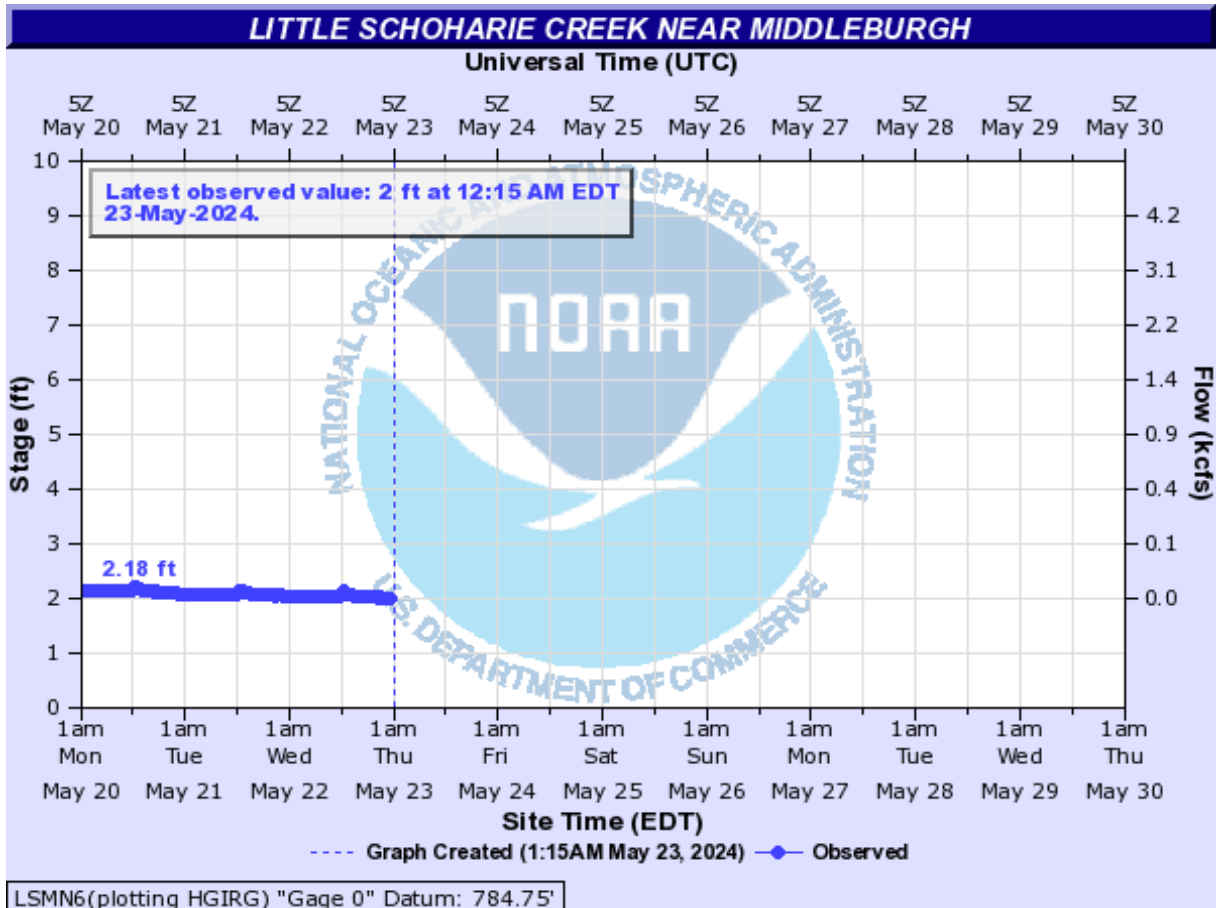 LITTLE SCHOHARIE CREEK NEAR MIDDLEBURGH
Universal Time (UTC)
5Z 5Z 5Z 5Z 5Z 5Z 5Z 5Z 5Z 5Z 5Z
May 20 May 21 May 22 May 23 May 24 May 25 May 26 May 27 May 28 May 29 May 30
Latest observed value: 2 ft at 12:15 AM EDT
23-May-2024.
NATIONAL OCEANIC AND ATMOSPHERIC ADMINISTRATION
NOAA
U.S. DEPARTMENT OF COMMERCE
Stage (ft)
10
9
8
7
6
5
4
3
2
1
0
2.18 ft
4.2
3.1
2.2
1.4
0.9
0.4
0.1
0.0
Flow (kcfs)
1am 1am 1am 1am 1am 1am 1am 1am 1am 1am 1am
Mon Tue Wed Thu Fri Sat Sun Mon Tue Wed Thu
May 20 May 21 May 22 May 23 May 24 May 25 May 26 May 27 May 28 May 29 May 30
Site Time (EDT)
Graph Created (1:15AM May 23, 2024) Observed
LSMN6(plotting HGIRG) "Gage 0" Datum: 784.75'